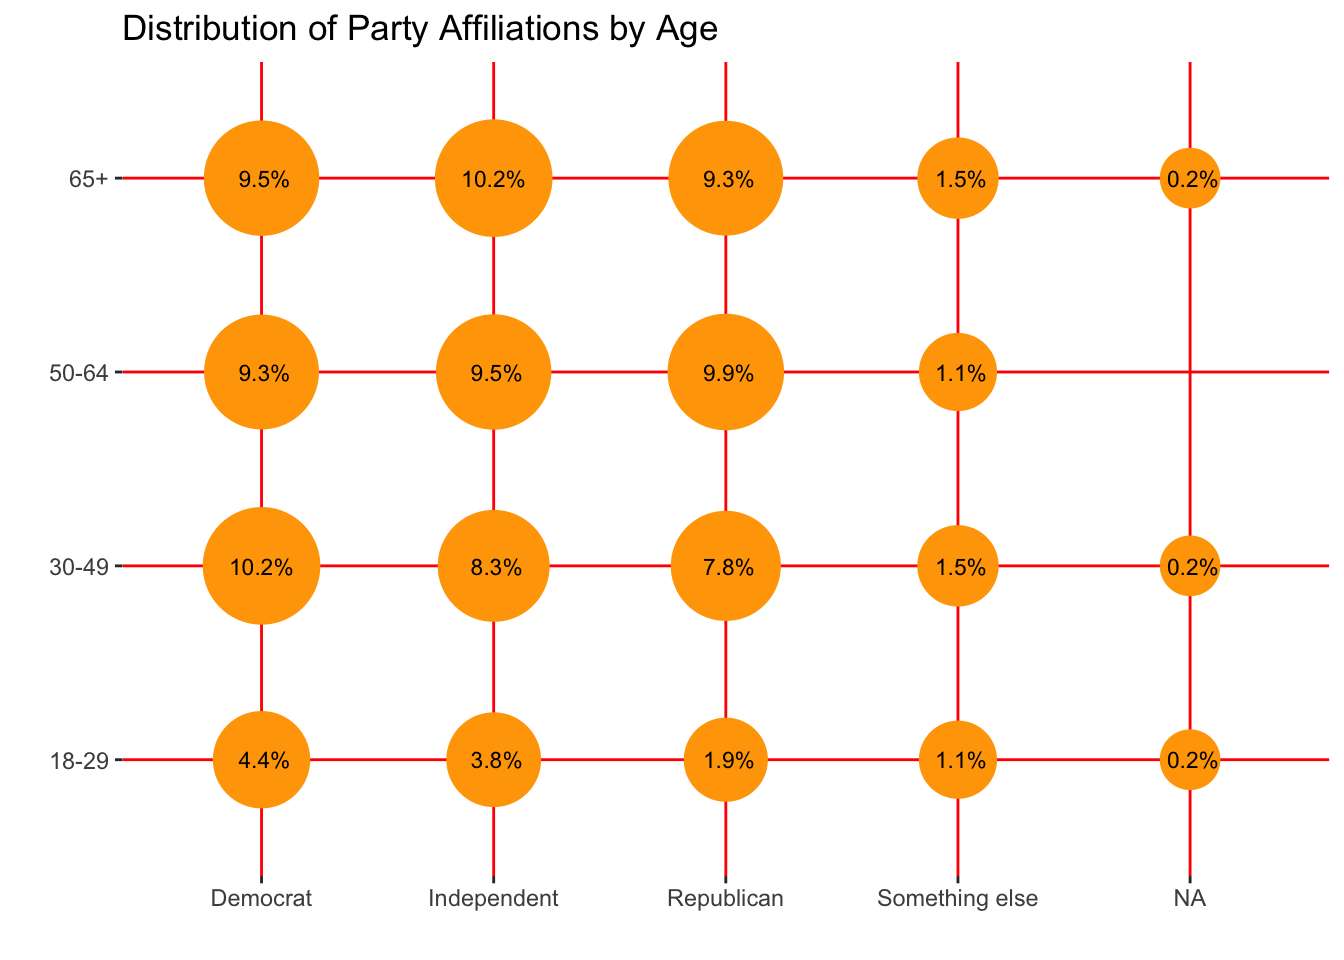 Distribution of Party Affiliations by Age
65+ 9.5% 10.2% 9.3% 1.5% 0.2%
50-64 9.3% 9.5% 9.9% 1.1%
30-49 10.2% 8.3% 7.8% 1.5% 0.2%
18-29 4.4% 3.8% 1.9% 1.1% 0.2%
Democrat Independent Republican Something else NA